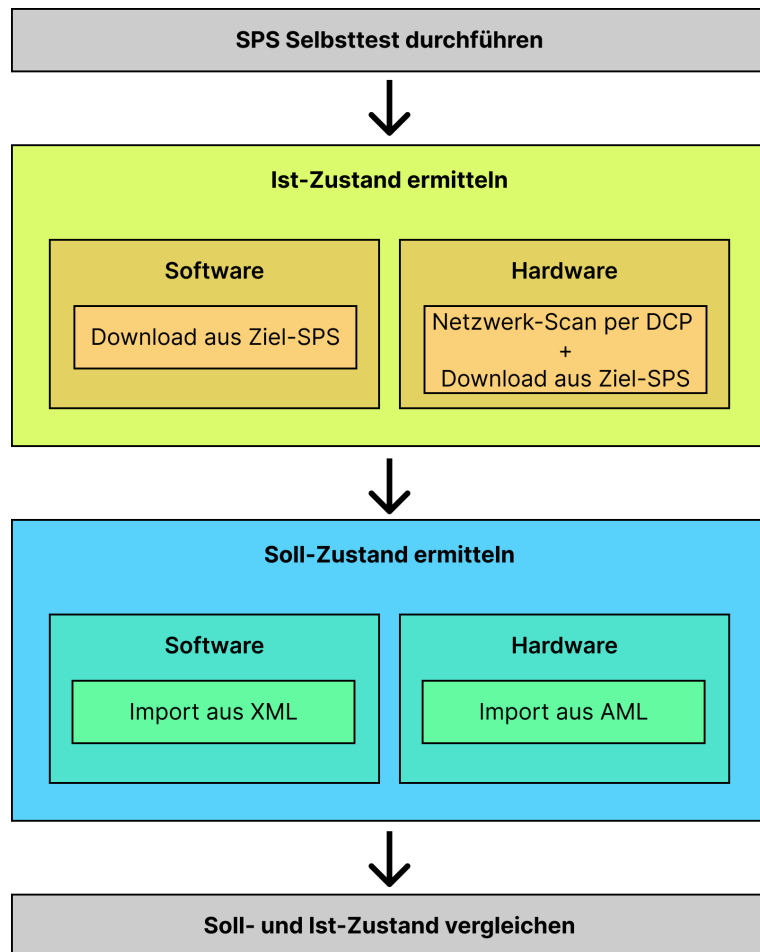 SPS Selbsttest durchführen
Ist-Zustand ermitteln
Software
Download aus Ziel-SPS
Hardware
Netzwerk-Scan per DCP
+
Download aus Ziel-SPS
Soll-Zustand ermitteln
Software
Import aus XML
Hardware
Import aus AML
Soll- und Ist-Zustand vergleichen